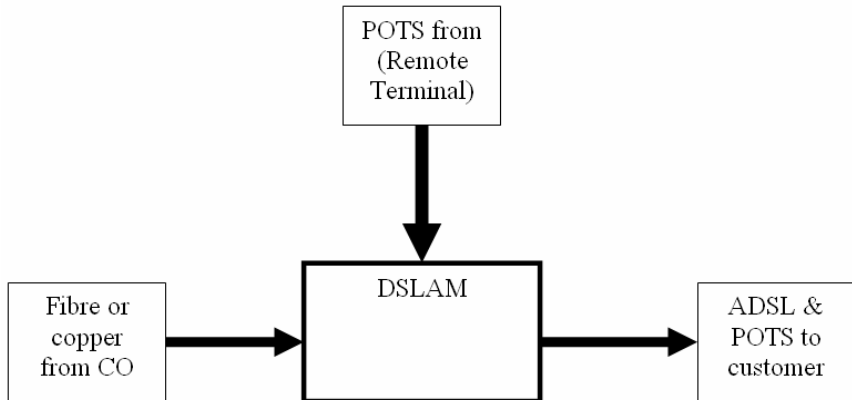 POTS from
(Remote
Terminal)
DSLAM
Fibre or
copper
from CO
ADSL &
POTS to
customer